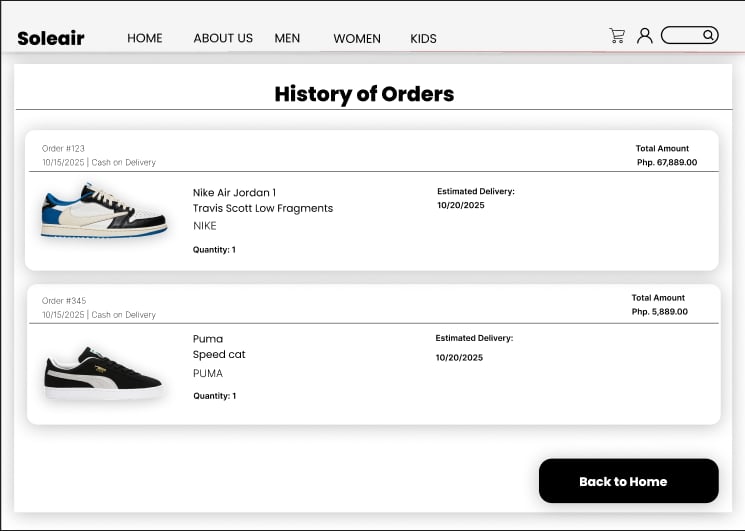 Soleair HOME ABOUT US MEN WOMEN KIDS
History of Orders
Order #123
10/15/2025 | Cash on Delivery
Total Amount
Php. 67,889.00
Nike Air Jordan 1
Travis Scott Low Fragments
NIKE
Quantity: 1
Estimated Delivery:
10/20/2025
Order #345
10/15/2025 | Cash on Delivery
Total Amount
Php. 5,889.00
Puma
Speed cat
PUMA
Quantity: 1
Estimated Delivery:
10/20/2025
Back to Home